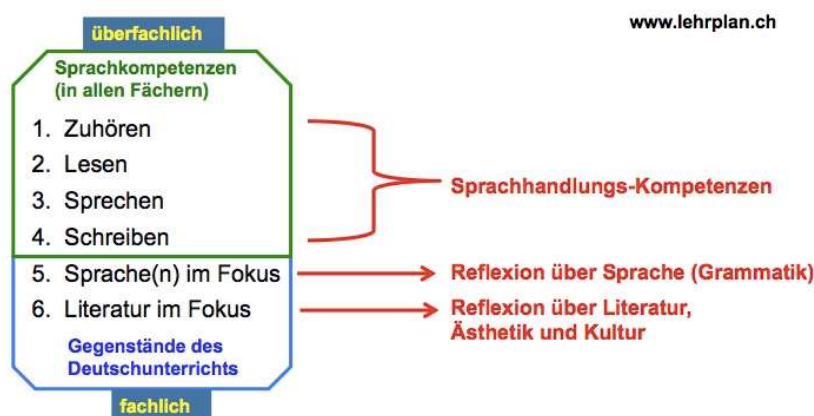 www.lehrplan.ch
überfachlich
Sprachkompetenzen
(in allen Fächern)
1. Zuhören
2. Lesen
3. Sprechen
4. Schreiben
Sprachhandlungs-Kompetenzen
5. Sprache(n) im Fokus
Reflexion über Sprache (Grammatik)
6. Literatur im Fokus
Reflexion über Literatur,
Ästhetik und Kultur
Gegenstände des
Deutschunterrichts
fachlich